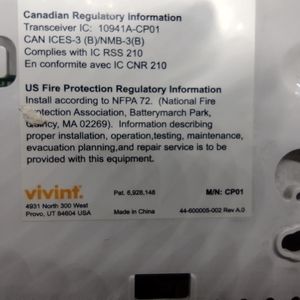 Canadian Regulatory Information
Transceiver IC: 10941A-CP01
CAN ICES-3 (B)/NMB-3(B)
Complies with IC RSS 210
En conformite avec IC CNR 210
US Fire Protection Regulatory Information
Install according to NFPA 72. (National Fire
Protection Association, Batterymarch Park,
Quincy, MA 02269). Information describing
proper installation, operation,testing, maintenance,
evacuation planning,and repair service is to be
provided with this equipment.
vivint.
Pat. 6,928,148
M/N: CP01
4931 North 300 West
Provo, UT 84604 USA
Made in China
44-600005-002 Rev A.0